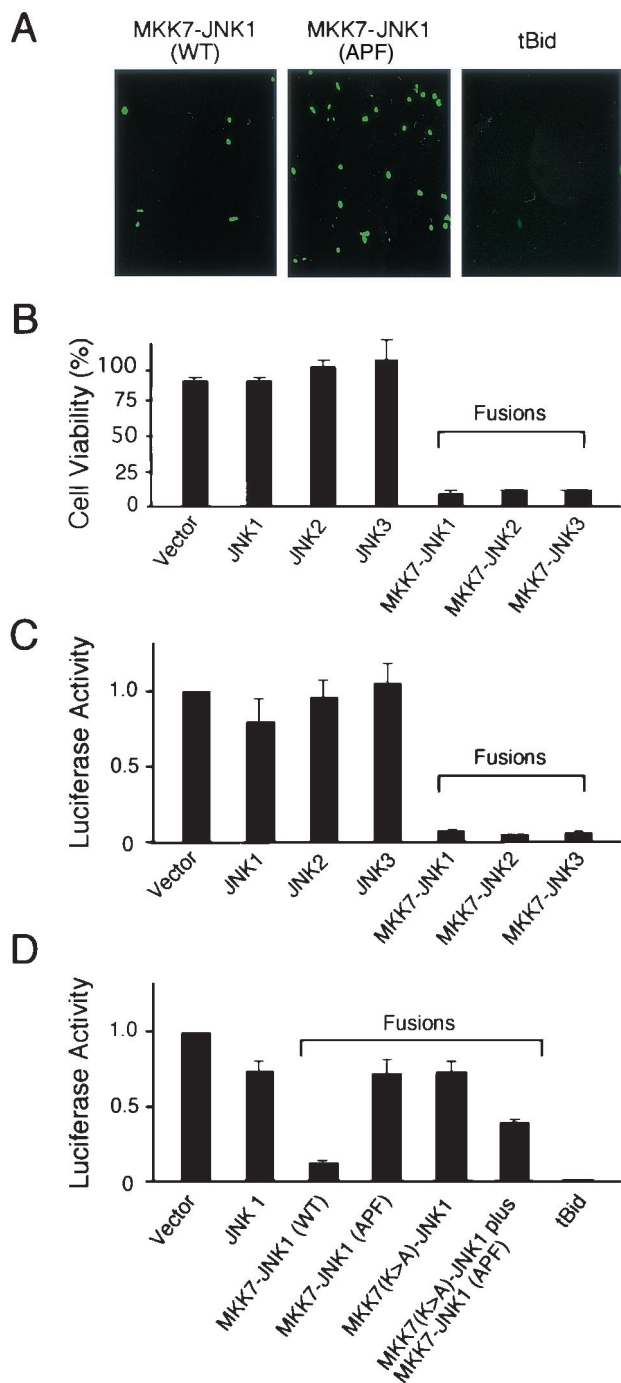 A
MKK7-JNK1
(WT)
MKK7-JNK1
(APF)
tBid
B
Cell Viability (%)
100
75
50
25
0
Fusions
Vector
JNK1
JNK2
JNK3
MKK7-JNK1
MKK7-JNK2
MKK7-JNK3
C
Luciferase Activity
1.0
0.5
0
Fusions
Vector
JNK1
JNK2
JNK3
MKK7-JNK1
MKK7-JNK2
MKK7-JNK3
D
Luciferase Activity
1.0
0.5
0
Fusions
Vector
JNK 1
MKK7-JNK1 (WT)
MKK7-JNK1 (APF)
MKK7(K>A)-JNK1
MKK7(K>A)-JNK1 plus
MKK7-JNK1 (APF)
tBid